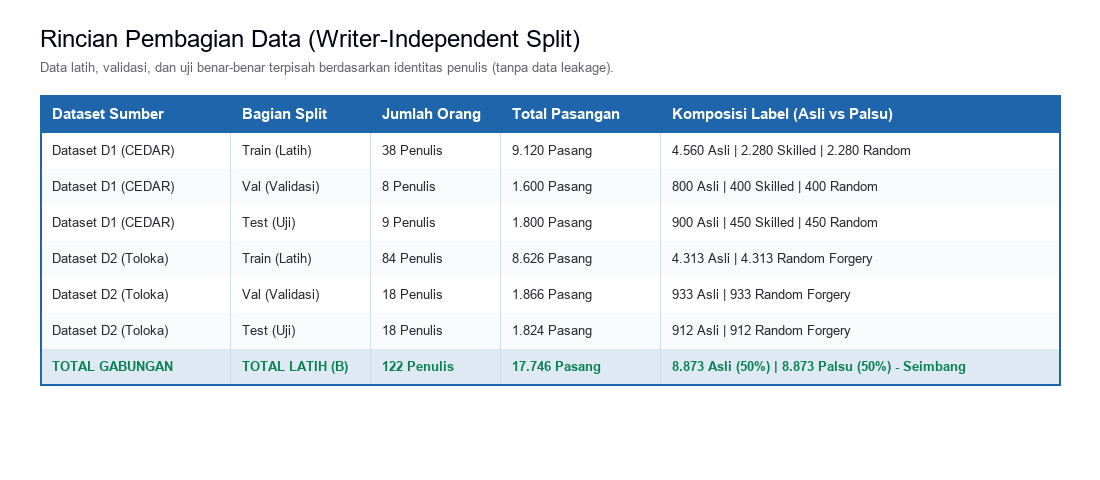 Rincian Pembagian Data (Writer-Independent Split)
Data latih, validasi, dan uji benar-benar terpisah berdasarkan identitas penulis (tanpa data leakage).
Dataset Sumber Bagian Split Jumlah Orang Total Pasangan Komposisi Label (Asli vs Palsu)
Dataset D1 (CEDAR) Train (Latih) 38 Penulis 9.120 Pasang 4.560 Asli | 2.280 Skilled | 2.280 Random
Dataset D1 (CEDAR) Val (Validasi) 8 Penulis 1.600 Pasang 800 Asli | 400 Skilled | 400 Random
Dataset D1 (CEDAR) Test (Uji) 9 Penulis 1.800 Pasang 900 Asli | 450 Skilled | 450 Random
Dataset D2 (Toloka) Train (Latih) 84 Penulis 8.626 Pasang 4.313 Asli | 4.313 Random Forgery
Dataset D2 (Toloka) Val (Validasi) 18 Penulis 1.866 Pasang 933 Asli | 933 Random Forgery
Dataset D2 (Toloka) Test (Uji) 18 Penulis 1.824 Pasang 912 Asli | 912 Random Forgery
TOTAL GABUNGAN TOTAL LATIH (B) 122 Penulis 17.746 Pasang 8.873 Asli (50%) | 8.873 Palsu (50%) - Seimbang